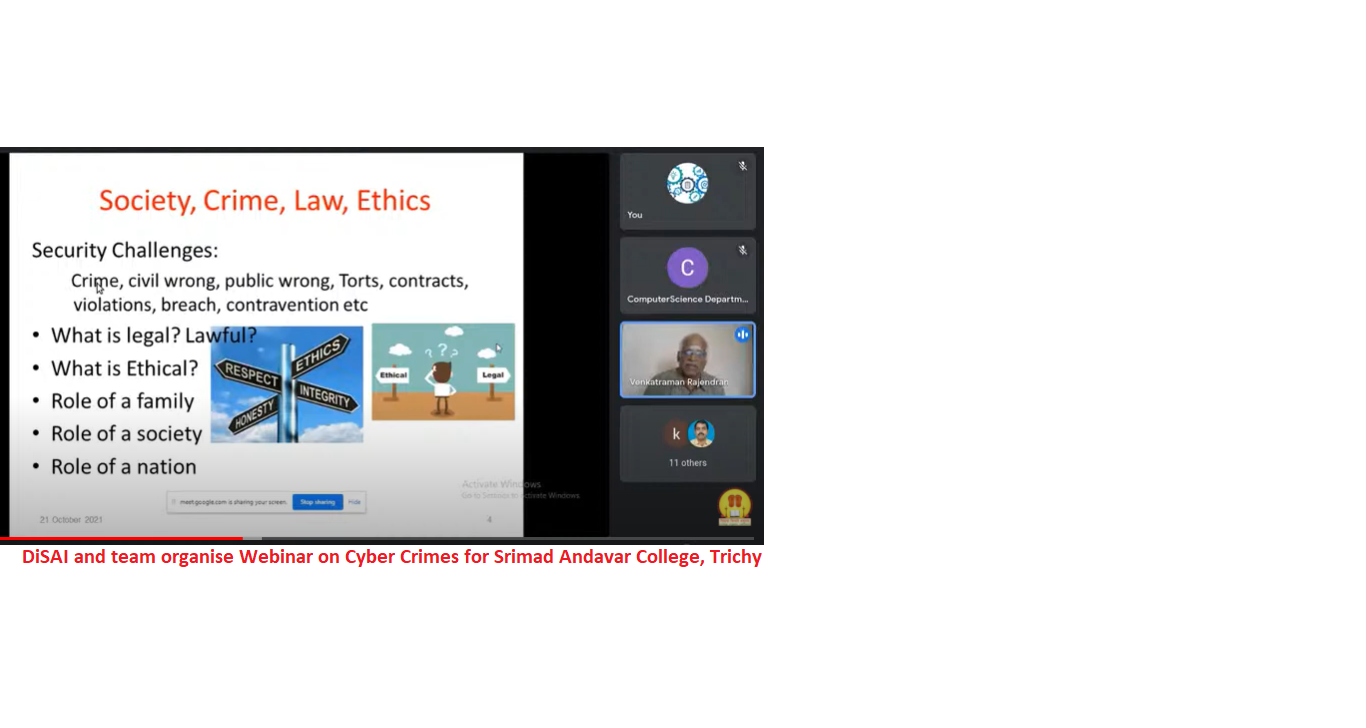 Society, Crime, Law, Ethics
Security Challenges:
Crime, civil wrong, public wrong, Torts, contracts,
violations, breach, contravention etc
• What is legal? Lawful?
• What is Ethical?
• Role of a family
• Role of a society
• Role of a nation
RESPECT
ETHICS
INTEGRITY
HONESTY
? ? ?
Ethical
Legal
meet.google.com is sharing your screen.
Stop sharing
Hide
Activate Windows
Go to Settings to activate Windows.
21 October 2021
4
You
C
ComputerScience Departm...
Venkatraman Rajendran
k
11 others
DiSAI and team organise Webinar on Cyber Crimes for Srimad Andavar College, Trichy